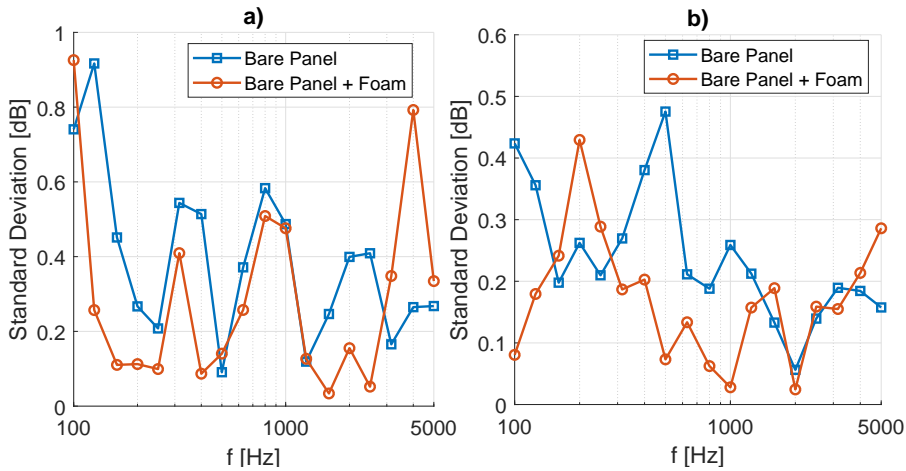 a)
Standard Deviation [dB]
1
0.8
0.6
0.4
0.2
0
Bare Panel
Bare Panel + Foam
100 1000 5000
f [Hz]
b)
Standard Deviation [dB]
0.6
0.5
0.4
0.3
0.2
0.1
0
Bare Panel
Bare Panel + Foam
100 1000 5000
f [Hz]